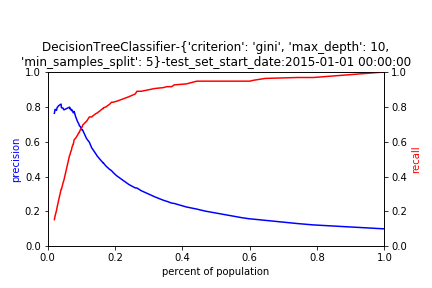 DecisionTreeClassifier-{'criterion': 'gini', 'max_depth': 10,
'min_samples_split': 5}-test_set_start_date:2015-01-01 00:00:00
1.0
0.8
0.6
0.4
0.2
0.0
precision
1.0
0.8
0.6
0.4
0.2
0.0
recall
0.0 0.2 0.4 0.6 0.8 1.0
percent of population